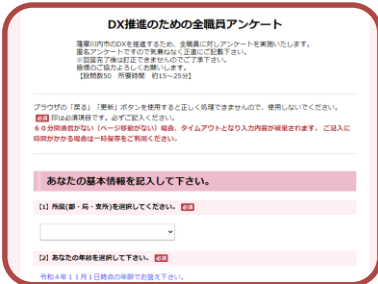 DX推進のための全職員アンケート
薩摩川内市のDXを推進するため、全職員に対しアンケートを実施いたします。
匿名アンケートですので気兼ねなく正直にご記載下さい。
※回答完了後は訂正できませんのでご了承下さい。
皆様のご協力よろしくお願いします。
【設問数50 所要時間 約15～25分】
ブラウザの「戻る」「更新」ボタンを使用すると正しく処理できませんので、使用しないでください。
必須 印は必須項目です。必ずご記入ください。
60分間通信がない（ページ移動がない）場合、タイムアウトとなり入力内容が破棄されます。 ご記入に
時間がかかる場合は一時保存をご利用ください。
あなたの基本情報を記入して下さい。
【1】所属(部・局・支所)を選択してください。 必須
【2】あなたの年齢を選択して下さい。 必須
令和4年11月1日時点の年齢でお答え下さい。